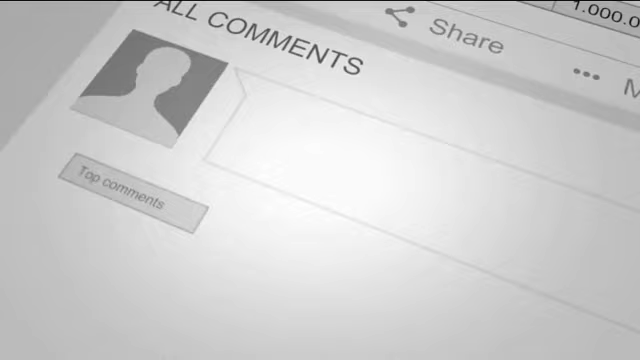 1.000.0
Share
••• M
ALL COMMENTS
Top comments